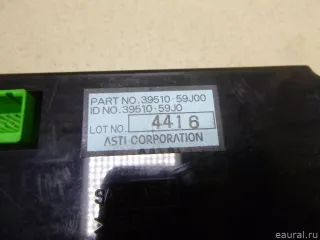 PART NO.39510-59J00
ID NO.39510-59J0
LOT NO. 4416
ASTI CORPORATION
eaural.ru